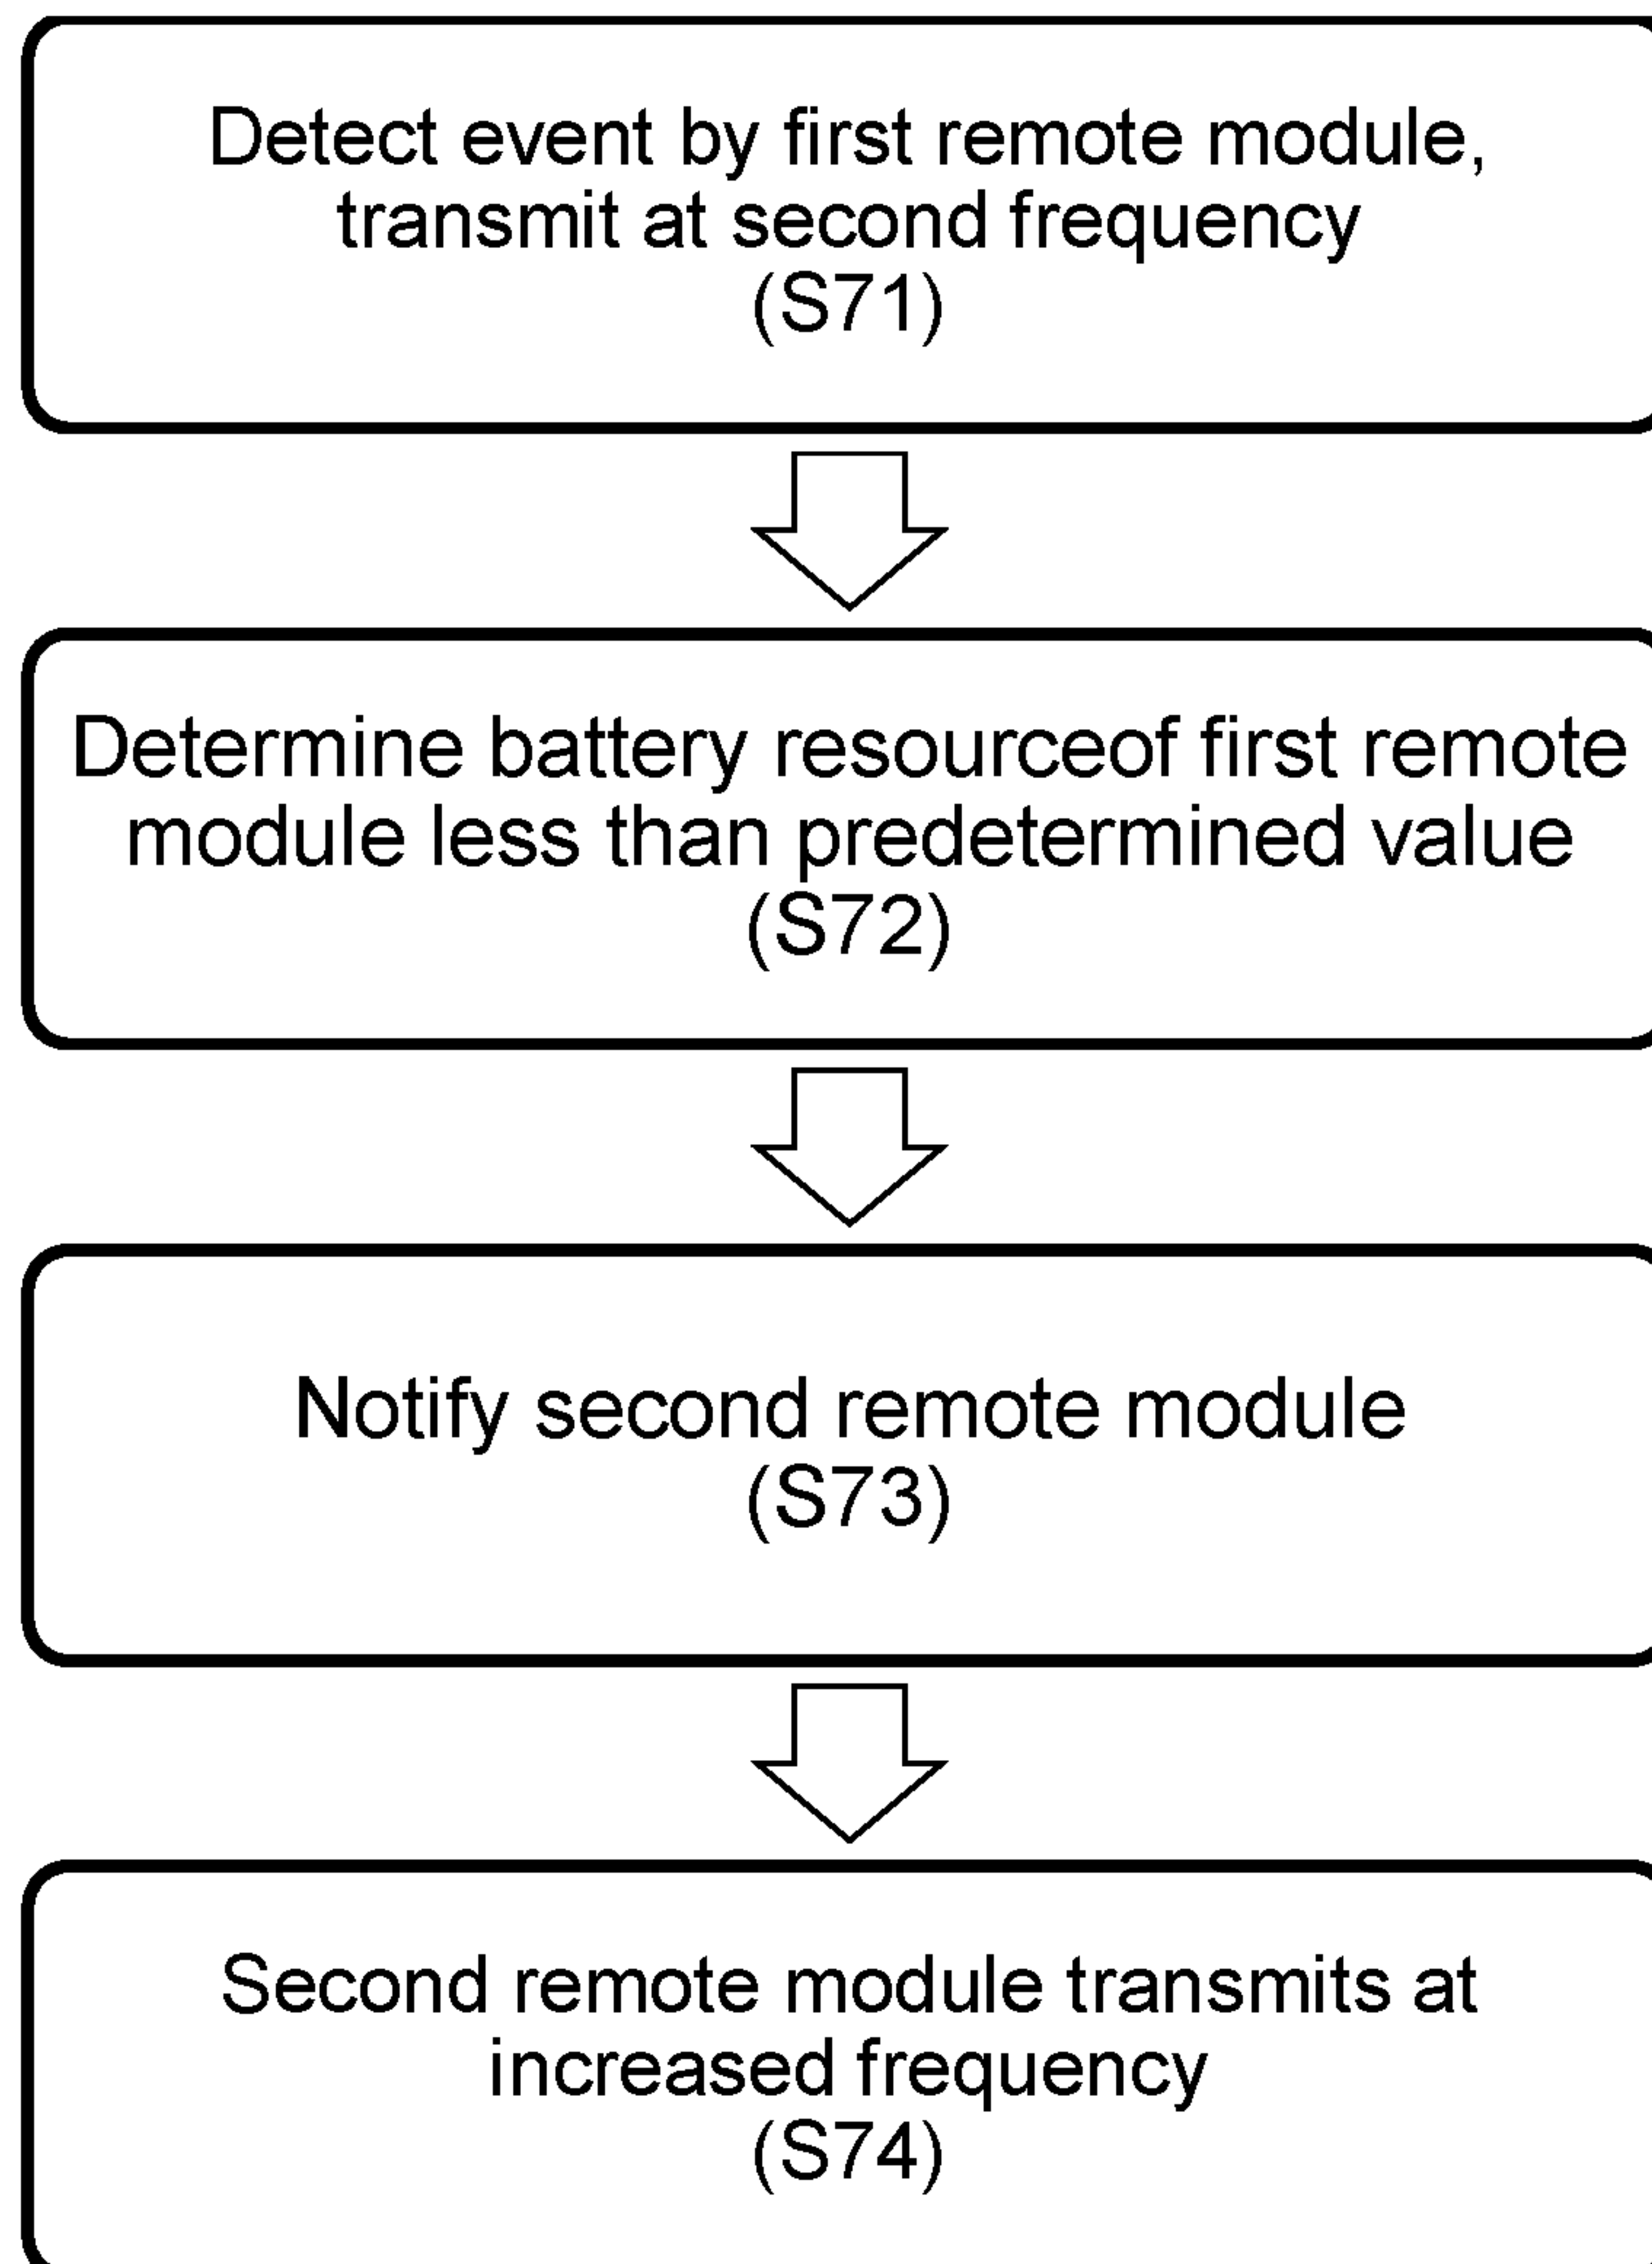 Detect event by first remote module,
transmit at second frequency
(S71)
Determine battery resourceof first remote
module less than predetermined value
(S72)
Notify second remote module
(S73)
Second remote module transmits at
increased frequency
(S74)